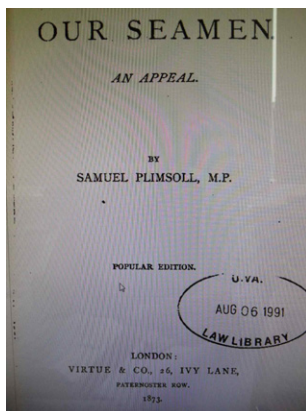 OUR SEAMEN.
AN APPEAL.
BY
SAMUEL PLIMSOLL, M.P.
POPULAR EDITION.
U.VA.
AUG 06 1991
LAW LIBRARY
LONDON:
VIRTUE & CO., 26, IVY LANE,
PATERNOSTER ROW.
1873.